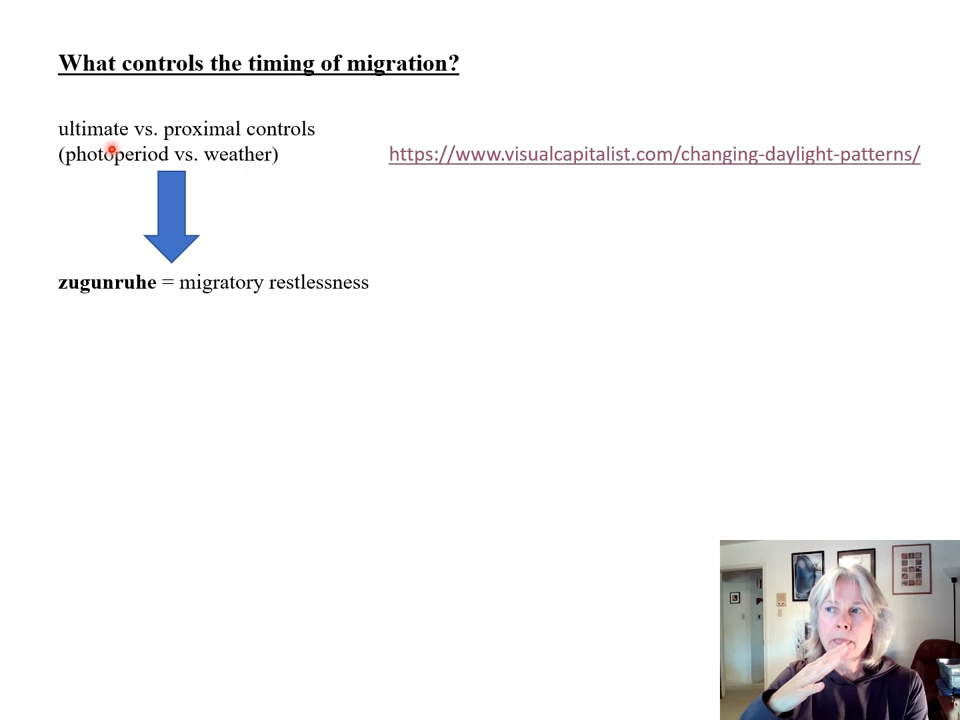 What controls the timing of migration?
ultimate vs. proximal controls
(photoperiod vs. weather)
https://www.visualcapitalist.com/changing-daylight-patterns/
zugunruhe = migratory restlessness